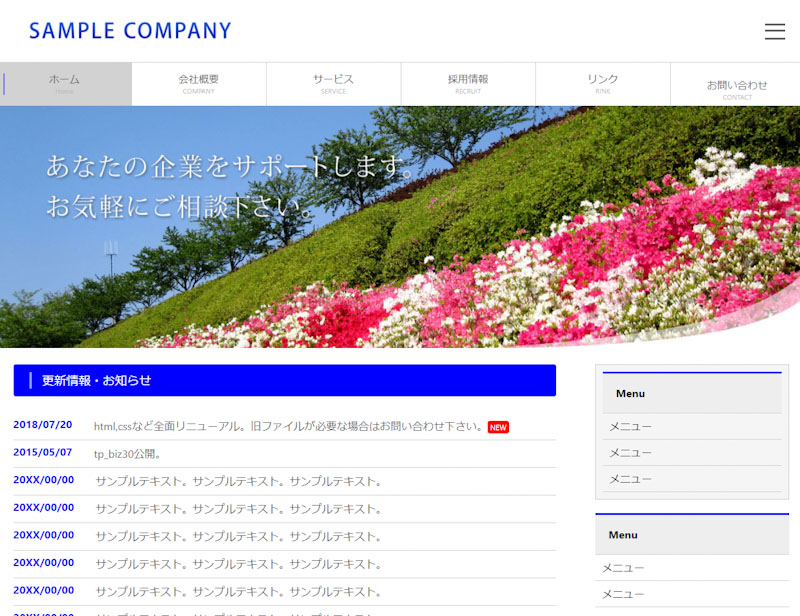 SAMPLE COMPANY
ホーム
Home
会社概要
COMPANY
サービス
SERVICE
採用情報
RECRUIT
リンク
RINK
お問い合わせ
CONTACT
あなたの企業をサポートします。
お気軽にご相談下さい。
更新情報・お知らせ
2018/07/20 html,cssなど全面リニューアル。旧ファイルが必要な場合はお問い合わせ下さい。 NEW
2015/05/07 tp_biz30公開。
20XX/00/00 サンプルテキスト。サンプルテキスト。サンプルテキスト。
20XX/00/00 サンプルテキスト。サンプルテキスト。サンプルテキスト。
20XX/00/00 サンプルテキスト。サンプルテキスト。サンプルテキスト。
20XX/00/00 サンプルテキスト。サンプルテキスト。サンプルテキスト。
20XX/00/00 サンプルテキスト。サンプルテキスト。サンプルテキスト。
Menu
メニュー
メニュー
メニュー
Menu
メニュー
メニュー